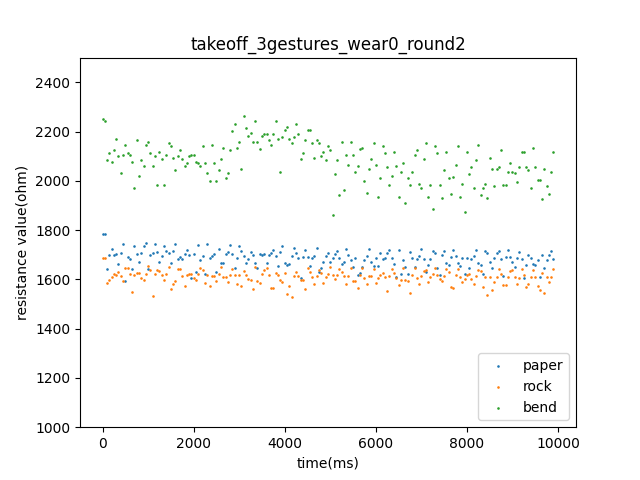 takeoff_3gestures_wear0_round2
resistance value(ohm)
2400
2200
2000
1800
1600
1400
1200
1000
0
2000
4000
6000
8000
10000
time(ms)
paper
rock
bend